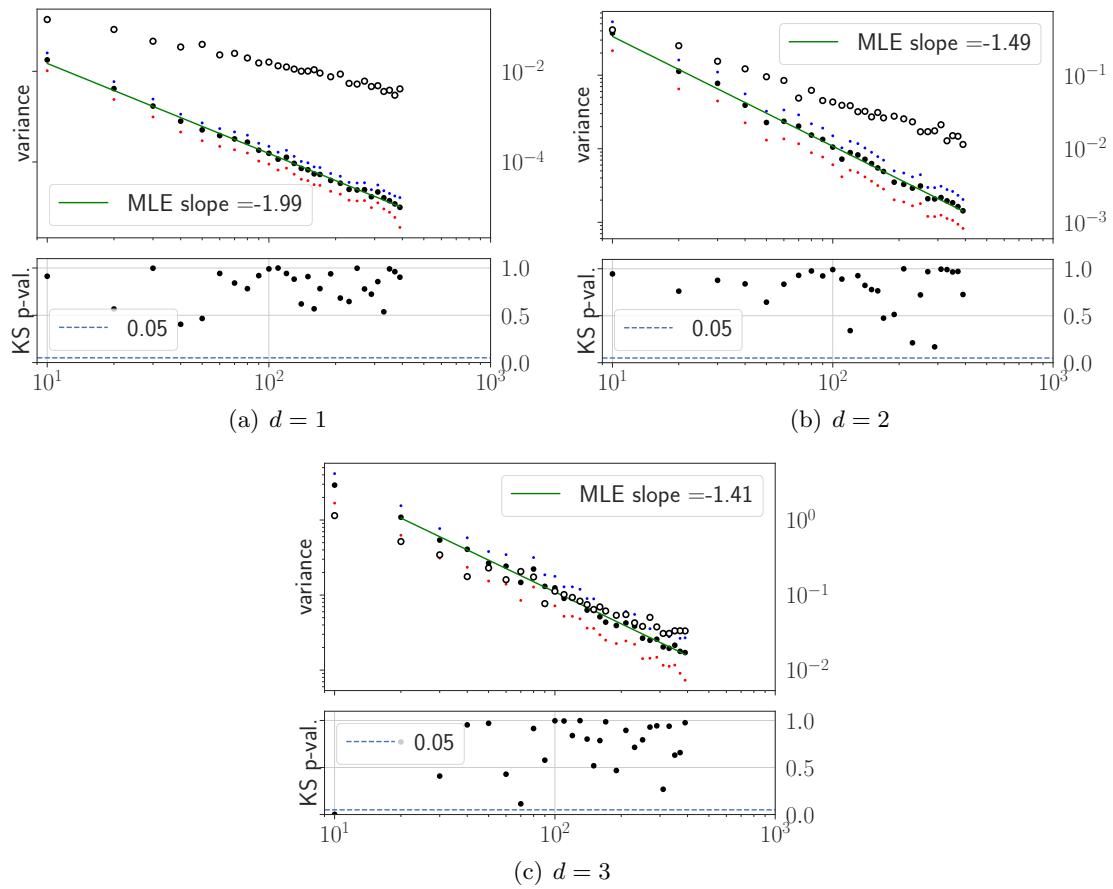 variance
10^{-2}
10^{-4}
MLE slope =-1.99
KS p-val.
1.0
0.5
0.0
0.05
10^1
10^2
10^3
(a) d = 1
variance
MLE slope =-1.49
10^{-1}
10^{-2}
10^{-3}
KS p-val.
1.0
0.5
0.0
0.05
10^1
10^2
10^3
(b) d = 2
variance
MLE slope =-1.41
10^0
10^{-1}
10^{-2}
KS p-val.
0.05
1.0
0.5
0.0
10^1
10^2
10^3
(c) d = 3